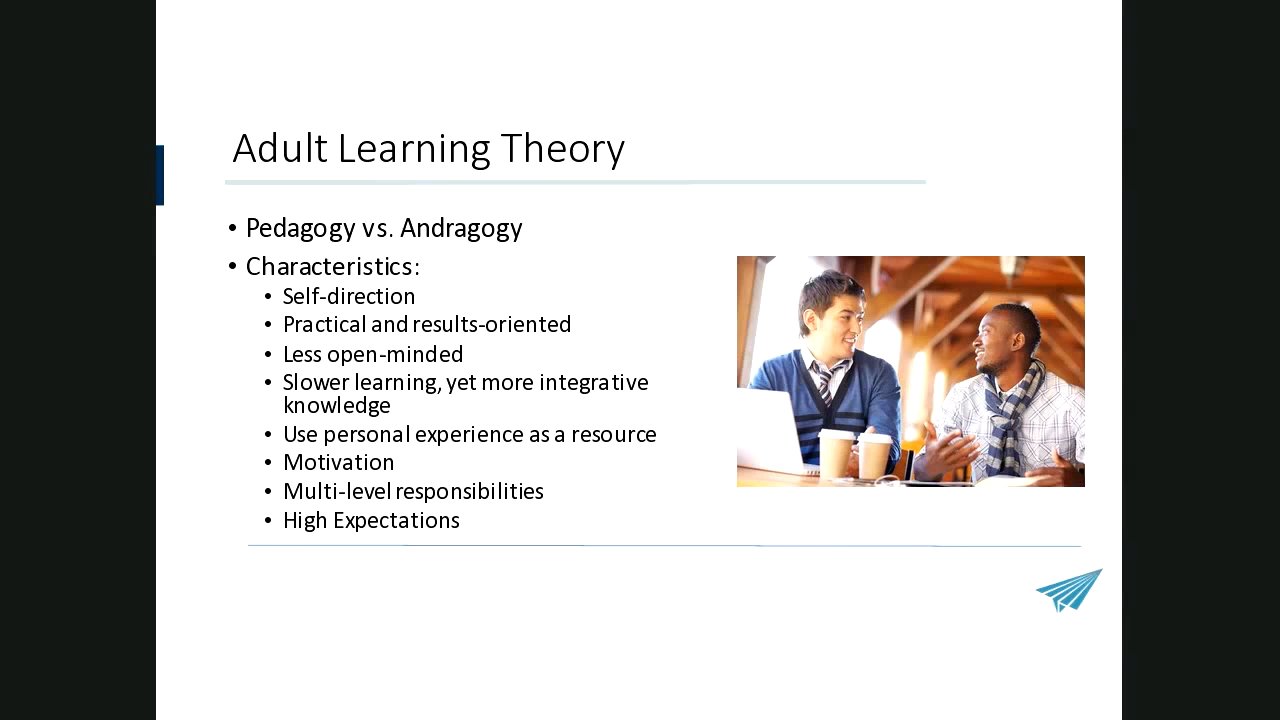 Adult Learning Theory
• Pedagogy vs. Andragogy
• Characteristics:
• Self-direction
• Practical and results-oriented
• Less open-minded
• Slower learning, yet more integrative
knowledge
• Use personal experience as a resource
• Motivation
• Multi-level responsibilities
• High Expectations